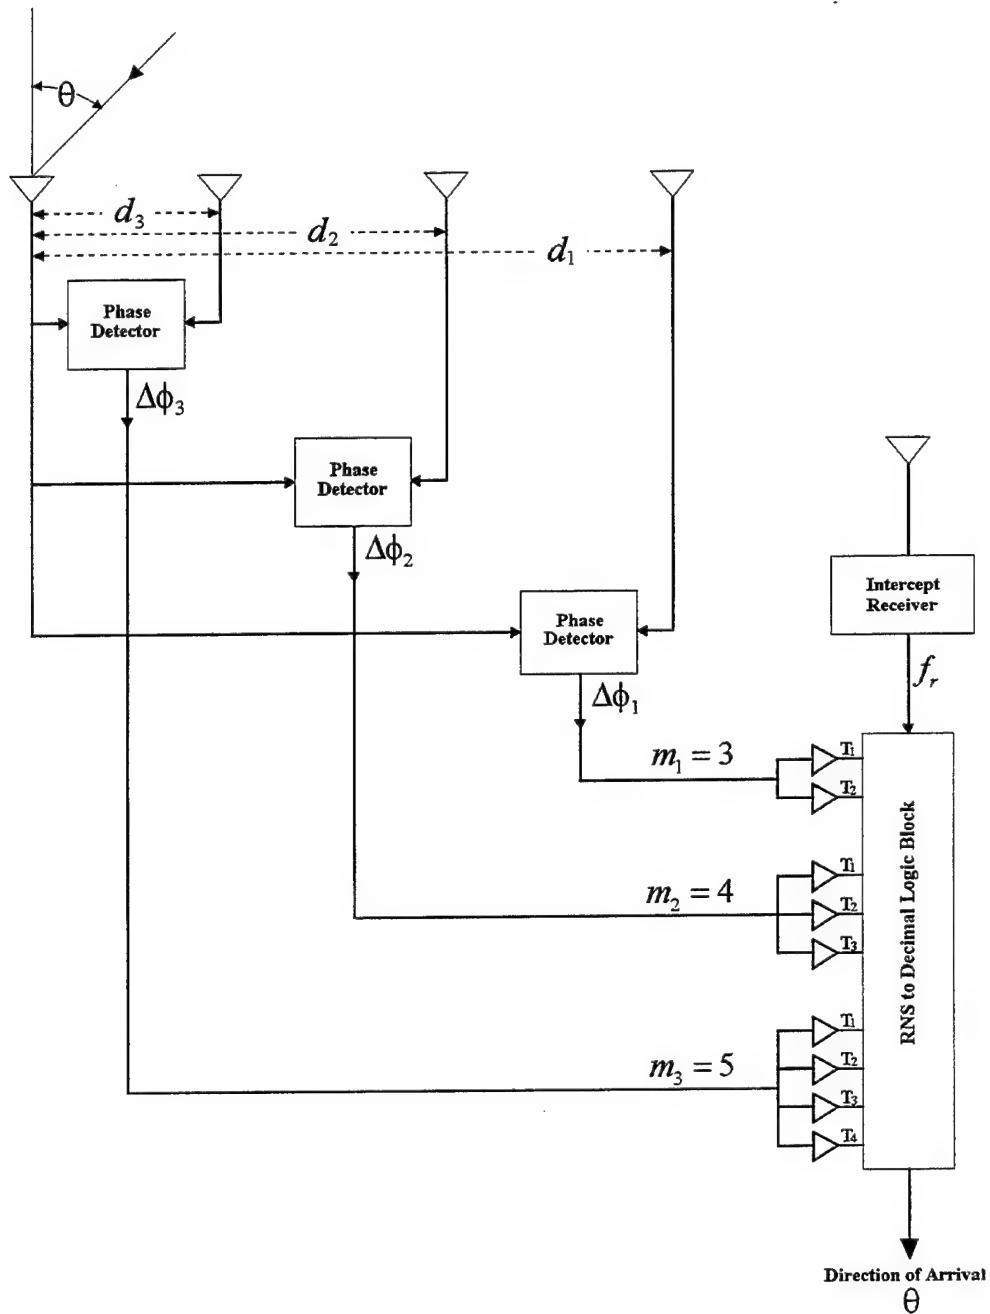 θ
d₃
d₂
d₁
Phase
Detector
Δϕ₃
Phase
Detector
Δϕ₂
Intercept
Receiver
Phase
Detector
fᵣ
Δϕ₁
m₁ = 3
T₁
T₂
m₂ = 4
T₁
T₂
T₃
RNS to Decimal Logic Block
m₃ = 5
T₁
T₂
T₃
T₄
Direction of Arrival
θ